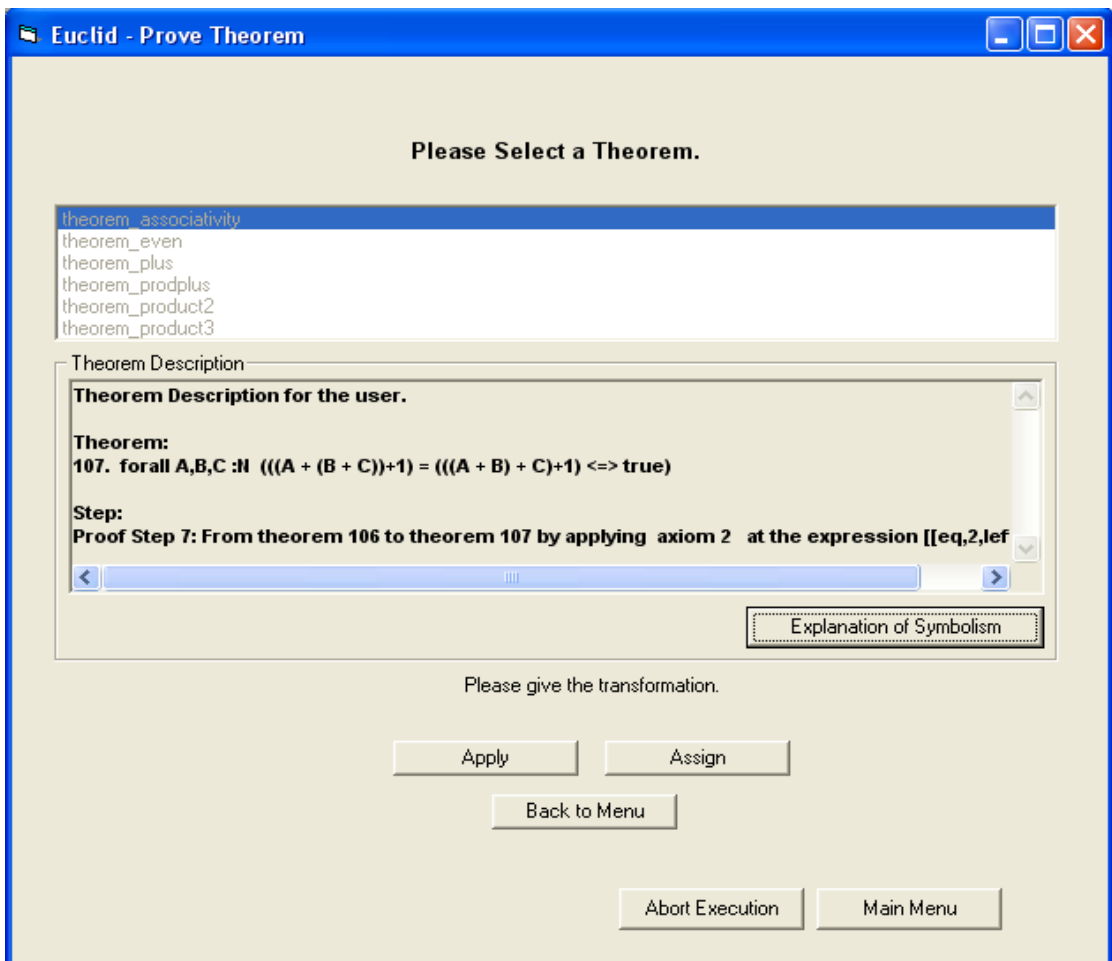 Euclid - Prove Theorem
Please Select a Theorem.
theorem_associativity
theorem_even
theorem_plus
theorem_prodplus
theorem_product2
theorem_product3
Theorem Description
Theorem Description for the user.
Theorem:
107.  forall A,B,C :N  (((A + (B + C))+1) = (((A + B) + C)+1) <=> true)
Step:
Proof Step 7: From theorem 106 to theorem 107 by applying  axiom 2   at the expression [[eq,2,lef
Explanation of Symbolism
Please give the transformation.
Apply
Assign
Back to Menu
Abort Execution
Main Menu